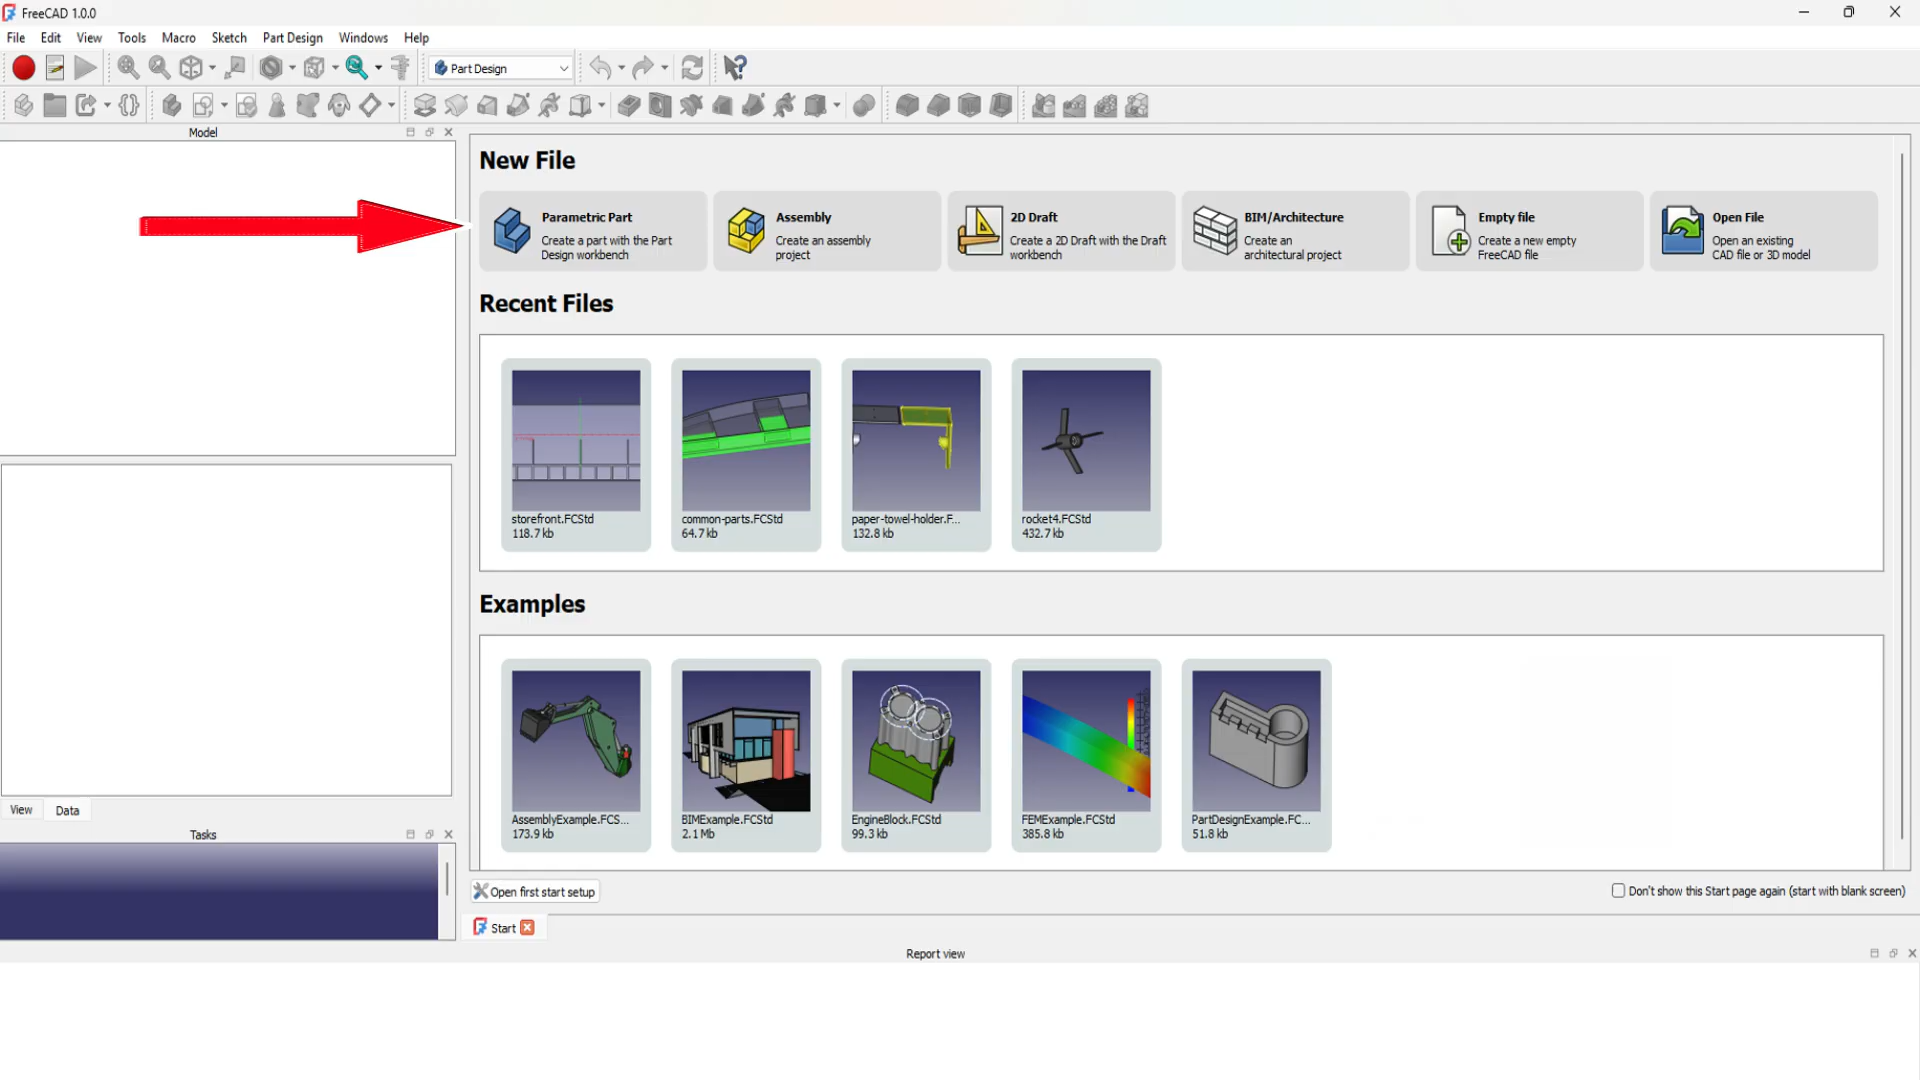 FreeCAD 1.0.0
File Edit View Tools Macro Sketch Part Design Windows Help
Part Design
Model
New File
Parametric Part
Create a part with the Part
Design workbench
Assembly
Create an assembly
project
2D Draft
Create a 2D Draft with the Draft
workbench
BIM/Architecture
Create an
architectural project
Empty file
Create a new empty
FreeCAD file
Open File
Open an existing
CAD file or 3D model
Recent Files
storefront.FCStd
118.7 kb
common-parts.FCStd
64.7 kb
paper-towel-holder.F...
132.8 kb
rocket4.FCStd
432.7 kb
Examples
AssemblyExample.FCS...
173.9 kb
BIMExample.FCStd
2.1 Mb
EngineBlock.FCStd
99.3 kb
FEMExample.FCStd
385.8 kb
PartDesignExample.FC...
51.8 kb
View Data
Tasks
Open first start setup
Don't show this Start page again (start with blank screen)
Start
Report view